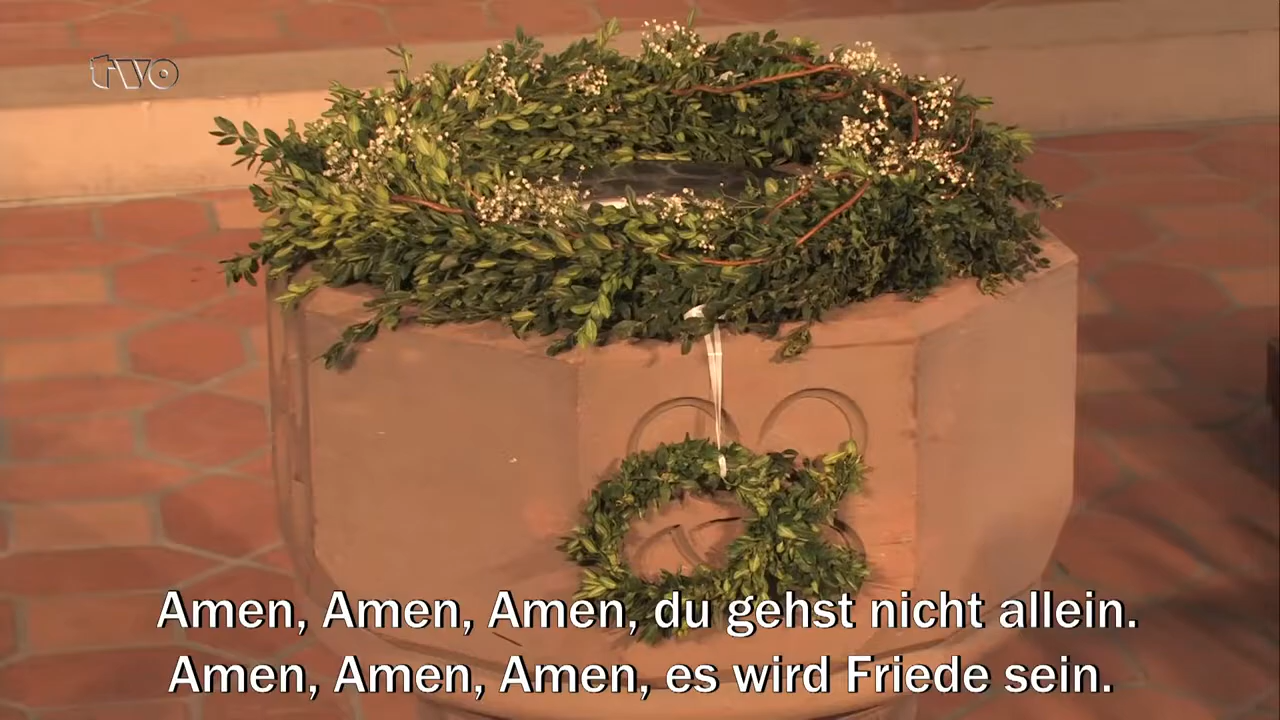 tvo
Amen, Amen, Amen, du gehst nicht allein.
Amen, Amen, Amen, es wird Friede sein.